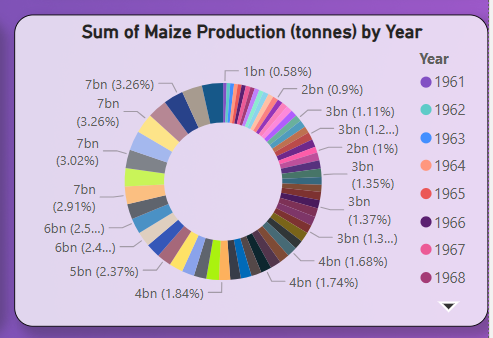 Sum of Maize Production (tonnes) by Year
1bn (0.58%)
2bn (0.9%)
3bn (1.11%)
3bn (1.2...)
2bn (1%)
3bn
(1.35%)
3bn
(1.37%)
3bn (1.3...)
4bn (1.68%)
4bn (1.74%)
4bn (1.84%)
5bn (2.37%)
6bn (2.4...)
6bn (2.5...)
7bn
(2.91%)
7bn
(3.02%)
7bn
(3.26%)
7bn (3.26%)
Year
1961
1962
1963
1964
1965
1966
1967
1968